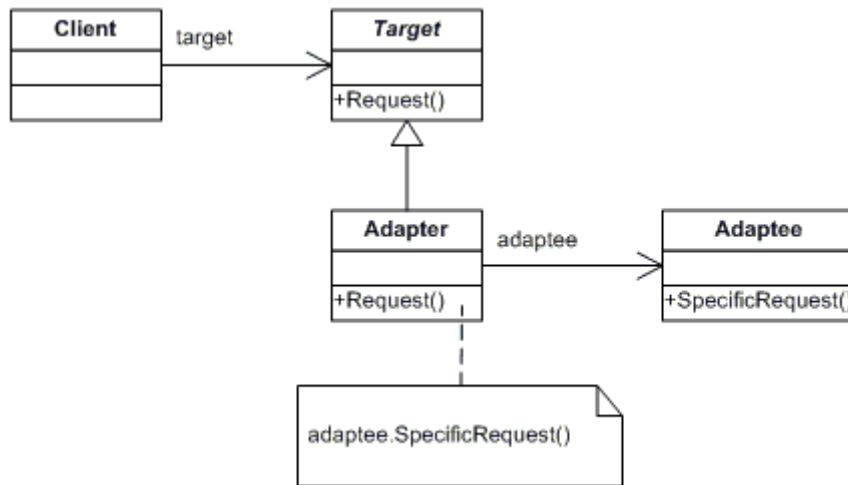 Client
target
Target
+Request()
Adapter
adaptee
Adaptee
+Request()
+SpecificRequest()
adaptee.SpecificRequest()